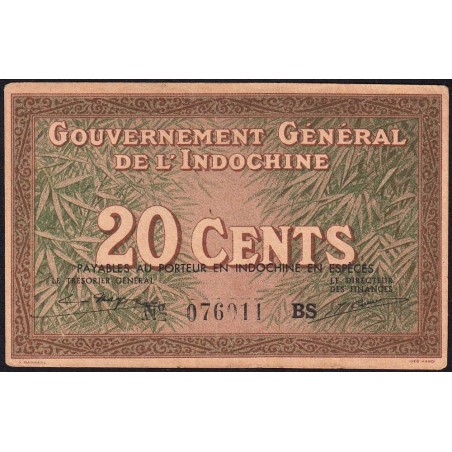 GOUVERNEMENT GÉNÉRAL
DE L'INDOCHINE
20 CENTS
PAYABLES AU PORTEUR EN INDOCHINE EN ESPÈCES
LE TRÉSORIER GÉNÉRAL
LE DIRECTEUR
DES FINANCES
No 076911 BS